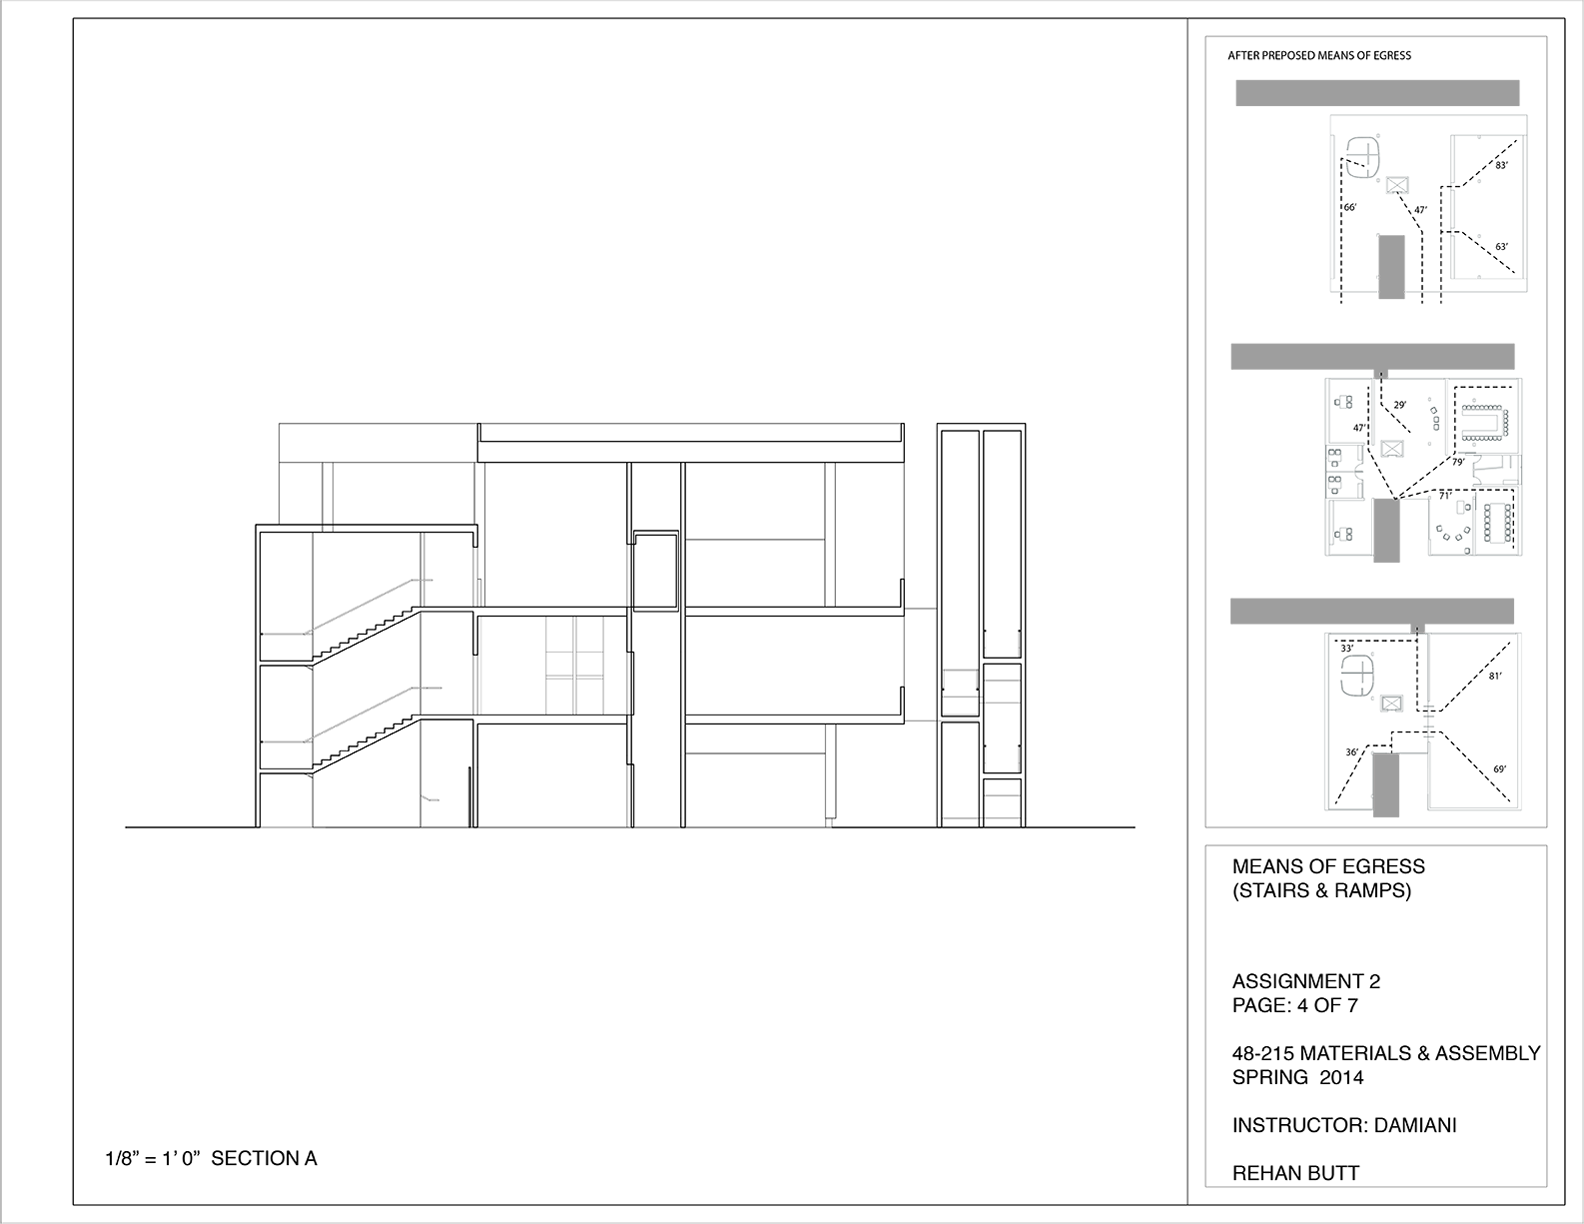 AFTER PREPOSED MEANS OF EGRESS
83’
66’
47’
63’
29’
47’
79’
71’
33’
81’
36’
69’
MEANS OF EGRESS
(STAIRS & RAMPS)
ASSIGNMENT 2
PAGE: 4 OF 7
48-215 MATERIALS & ASSEMBLY
SPRING 2014
INSTRUCTOR: DAMIANI
REHAN BUTT
1/8” = 1’ 0” SECTION A